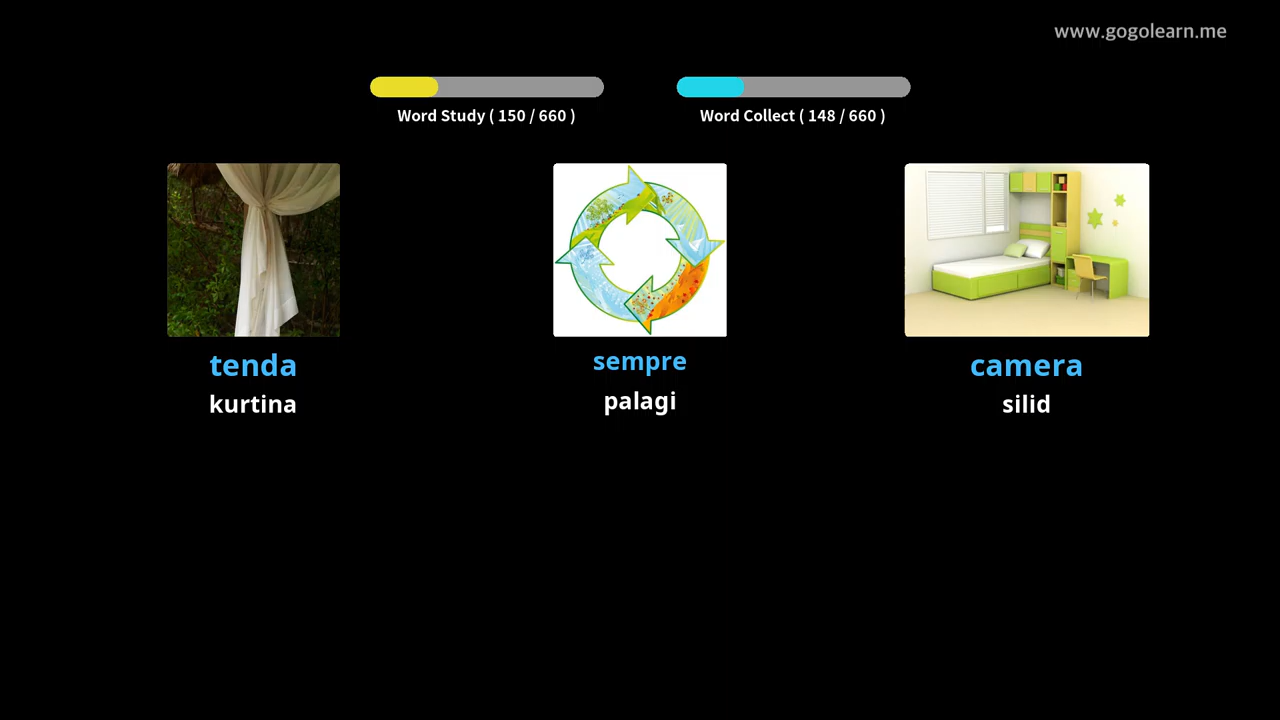 www.gogolearn.me
Word Study ( 150 / 660 )
Word Collect ( 148 / 660 )
tenda
kurtina
sempre
palagi
camera
silid